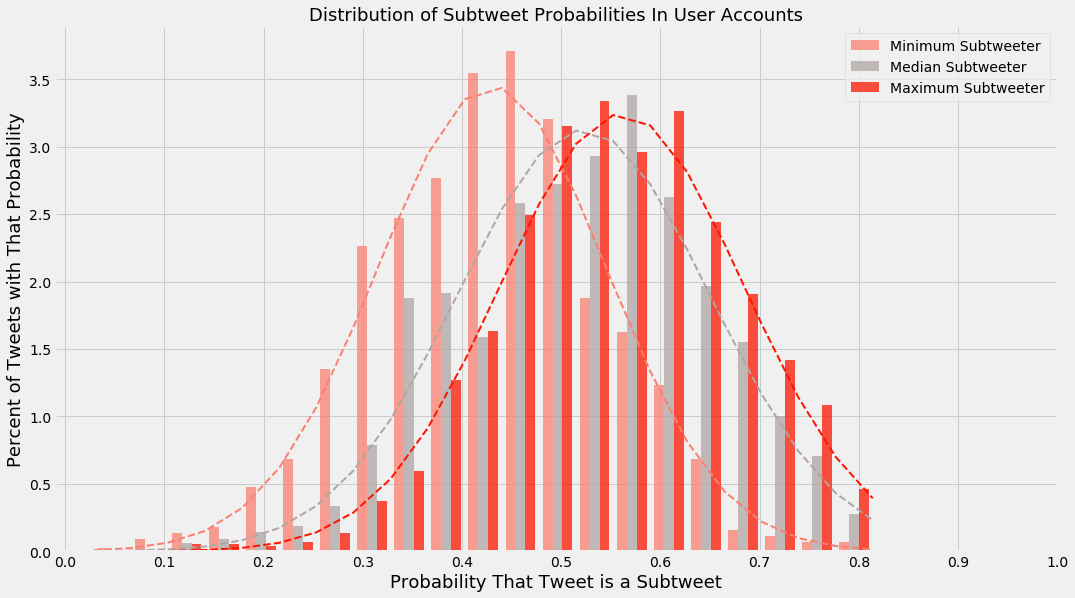 Distribution of Subtweet Probabilities In User Accounts
Minimum Subtweeter
Median Subtweeter
Maximum Subtweeter
Percent of Tweets with That Probability
3.5
3.0
2.5
2.0
1.5
1.0
0.5
0.0
0.0 0.1 0.2 0.3 0.4 0.5 0.6 0.7 0.8 0.9 1.0
Probability That Tweet is a Subtweet